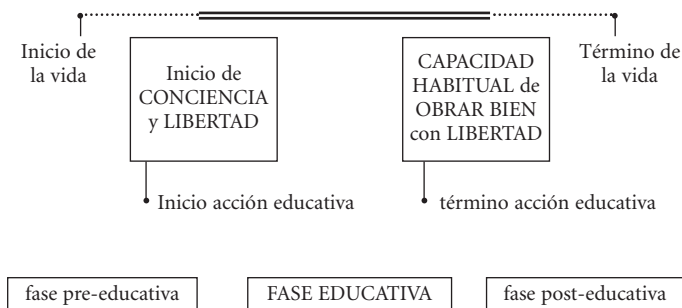 Inicio de
la vida
Inicio de
CONCIENCIA
y LIBERTAD
CAPACIDAD
HABITUAL de
OBRAR BIEN
con LIBERTAD
Término de
la vida
Inicio acción educativa
término acción educativa
fase pre-educativa
FASE EDUCATIVA
fase post-educativa